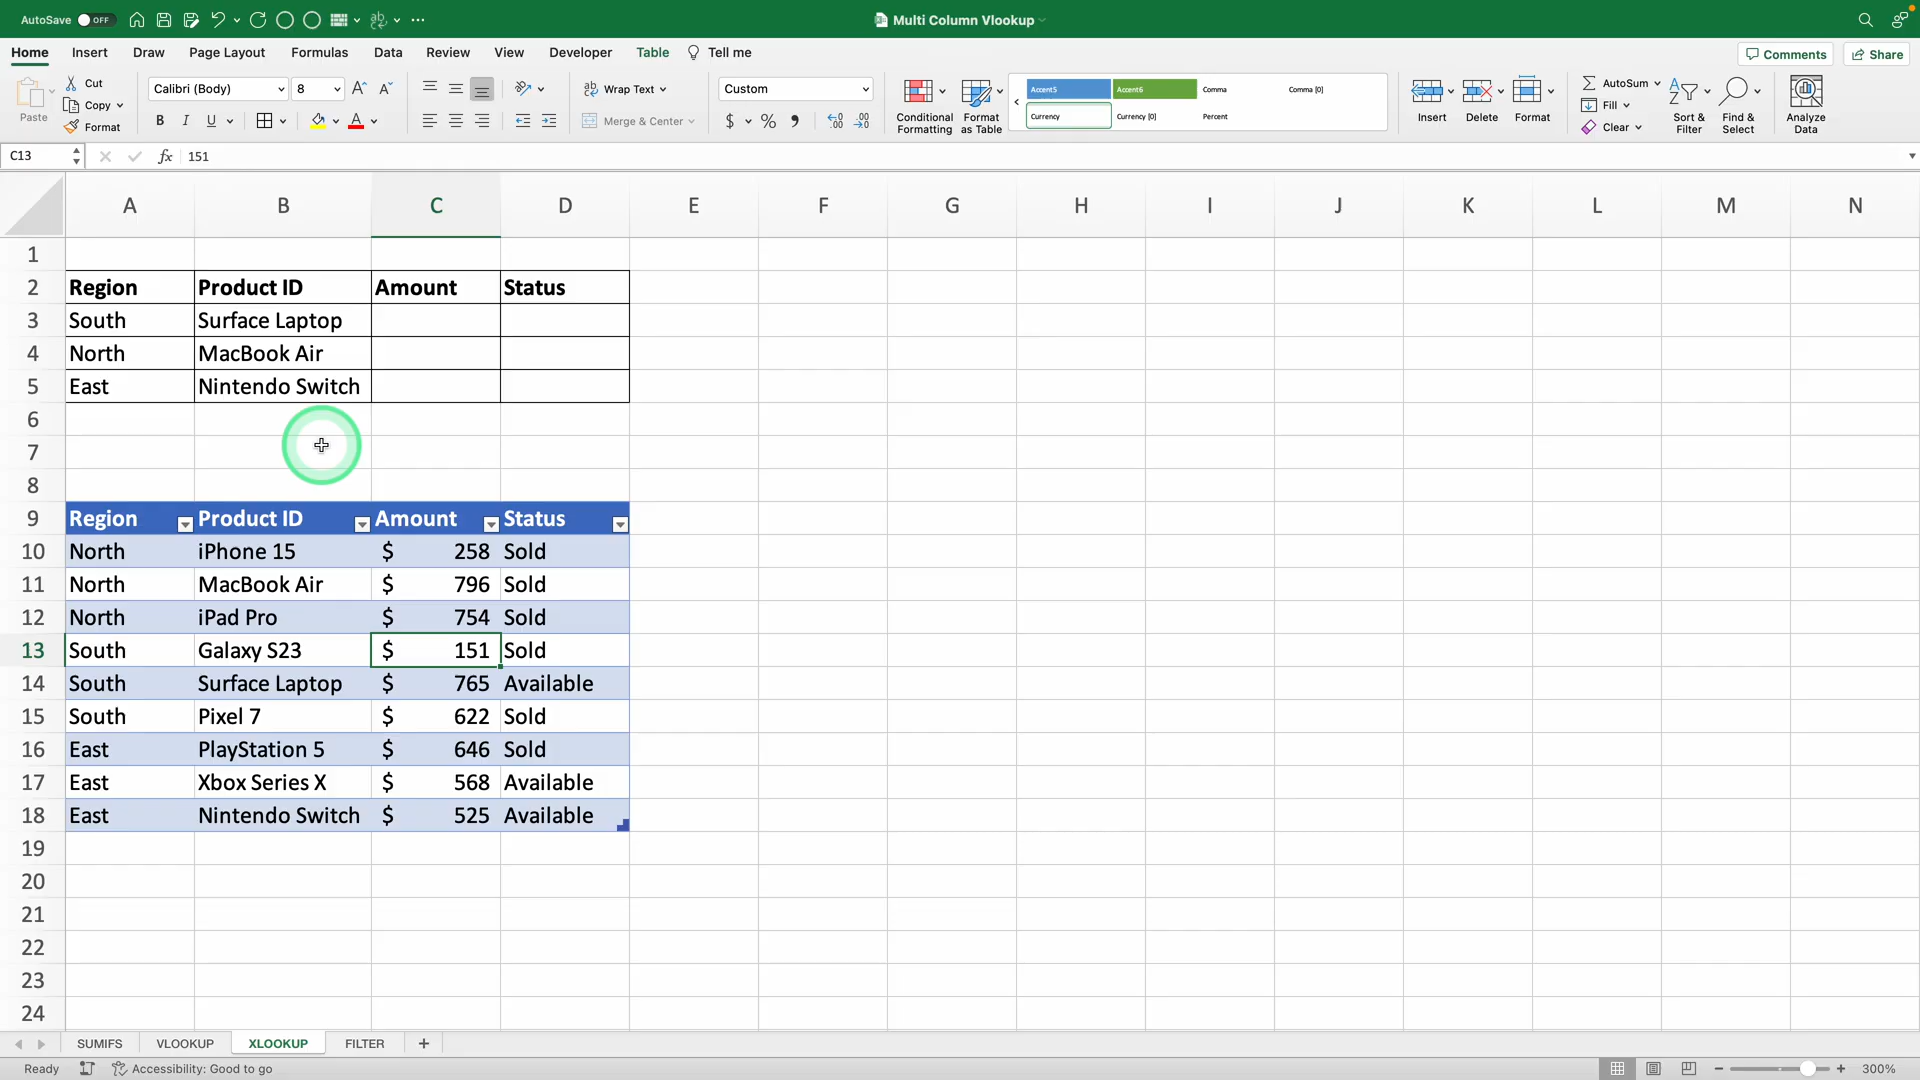 AutoSave OFF
Multi Column Vlookup
Home Insert Draw Page Layout Formulas Data Review View Developer Table Tell me
Comments Share
Paste
Cut
Copy
Format
Calibri (Body) 8
B I U
Wrap Text
Merge & Center
Custom
$ % 9
Conditional Formatting
Format as Table
Accent5 Accent6 Comma Comma [0]
Currency Currency [0] Percent
Insert Delete Format
AutoSum
Fill
Clear
Sort & Filter
Find & Select
Analyze Data
C13 fx 151
A B C D E F G H I J K L M N
1
2 Region Product ID Amount Status
3 South Surface Laptop
4 North MacBook Air
5 East Nintendo Switch
6
7
8
9 Region Product ID Amount Status
10 North iPhone 15 $ 258 Sold
11 North MacBook Air $ 796 Sold
12 North iPad Pro $ 754 Sold
13 South Galaxy S23 $ 151 Sold
14 South Surface Laptop $ 765 Available
15 South Pixel 7 $ 622 Sold
16 East PlayStation 5 $ 646 Sold
17 East Xbox Series X $ 568 Available
18 East Nintendo Switch $ 525 Available
19
20
21
22
23
24
SUMIFS VLOOKUP XLOOKUP FILTER +
Ready Accessibility: Good to go 300%